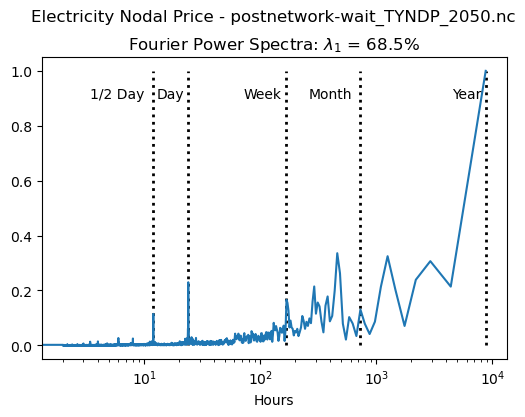 Electricity Nodal Price - postnetwork-wait_TYNDP_2050.nc
Fourier Power Spectra: λ₁ = 68.5%
1.0
0.8
0.6
0.4
0.2
0.0
1/2 Day
Day
Week
Month
Year
10¹
10²
10³
10⁴
Hours